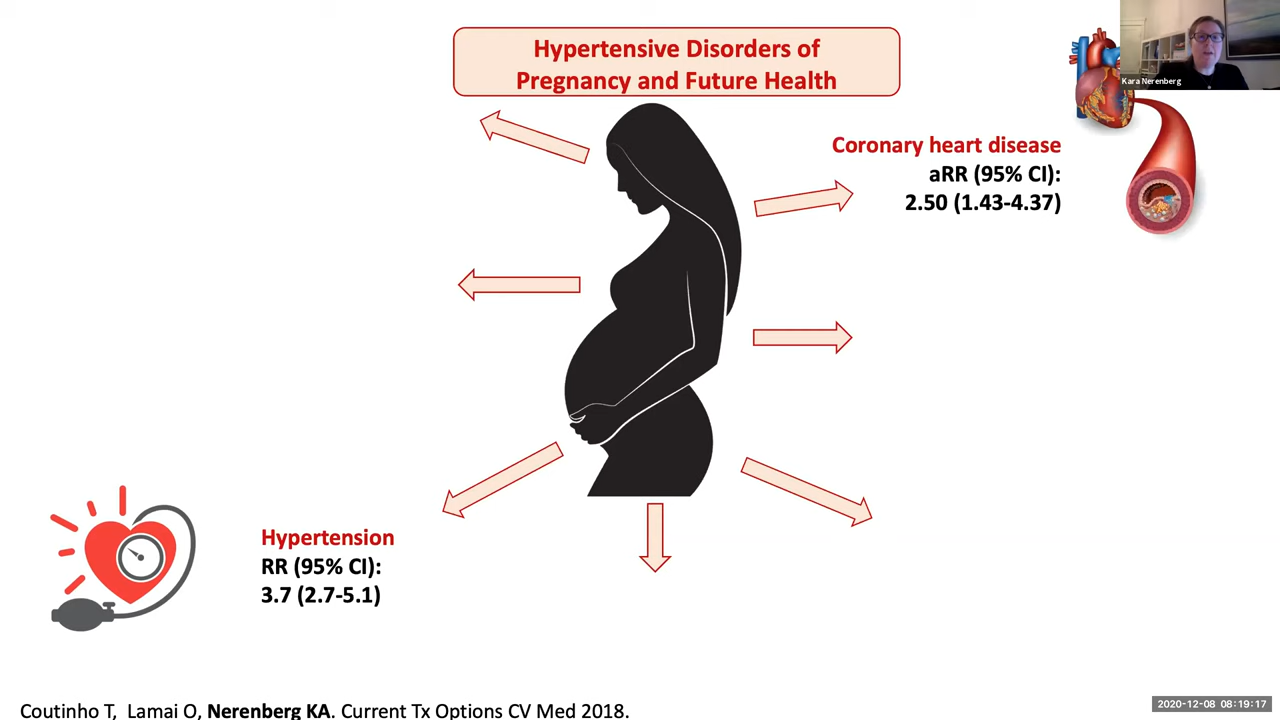 Hypertensive Disorders of
Pregnancy and Future Health
Kara Nerenberg
Coronary heart disease
aRR (95% CI):
2.50 (1.43-4.37)
Hypertension
RR (95% CI):
3.7 (2.7-5.1)
Coutinho T, Lamai O, Nerenberg KA. Current Tx Options CV Med 2018.
2020-12-08 08:19:17